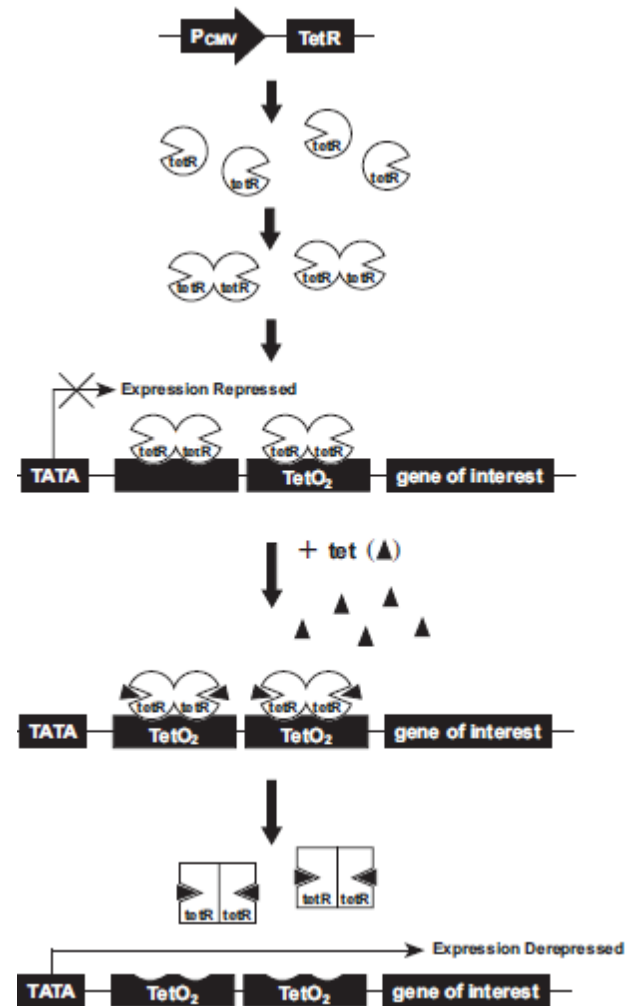 PCMV TetR
tetR tetR tetR tetR
tetR tetR tetR tetR
Expression Repressed
tetR tetR tetR tetR
TATA TetO₂ gene of interest
+ tet (▲)
tetR tetR tetR tetR
TATA TetO₂ TetO₂ gene of interest
tetR tetR tetR tetR
Expression Derepressed
TATA TetO₂ TetO₂ gene of interest